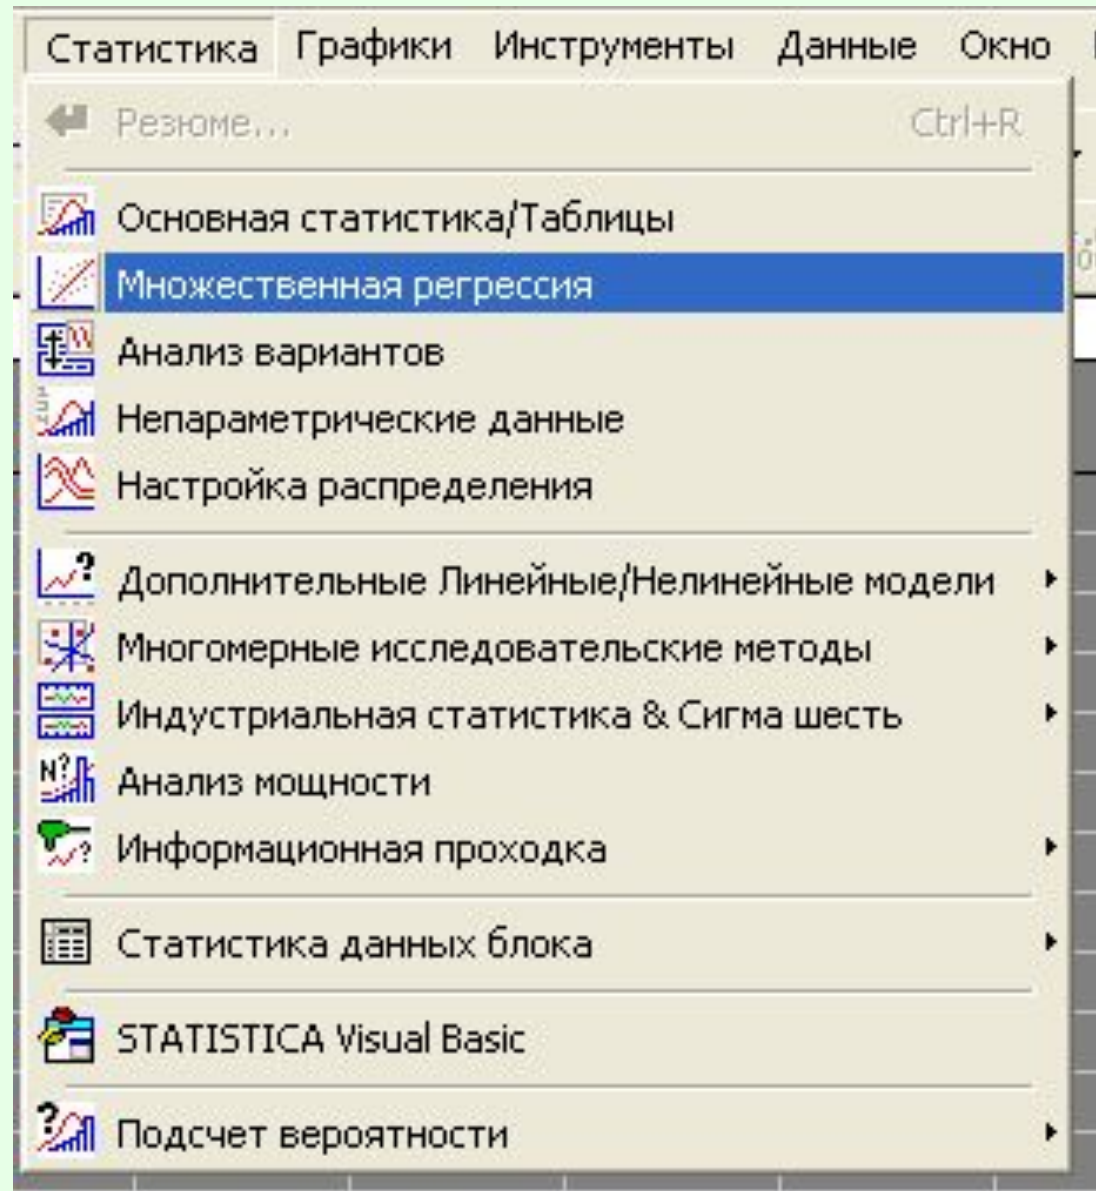 Статистика Графики Инструменты Данные Окно
Резюме... Ctrl+R
Основная статистика/Таблицы
Множественная регрессия
Анализ вариантов
Непараметрические данные
Настройка распределения
Дополнительные Линейные/Нелинейные модели
Многомерные исследовательские методы
Индустриальная статистика & Сигма шесть
Анализ мощности
Информационная проходка
Статистика данных блока
STATISTICA Visual Basic
Подсчет вероятности